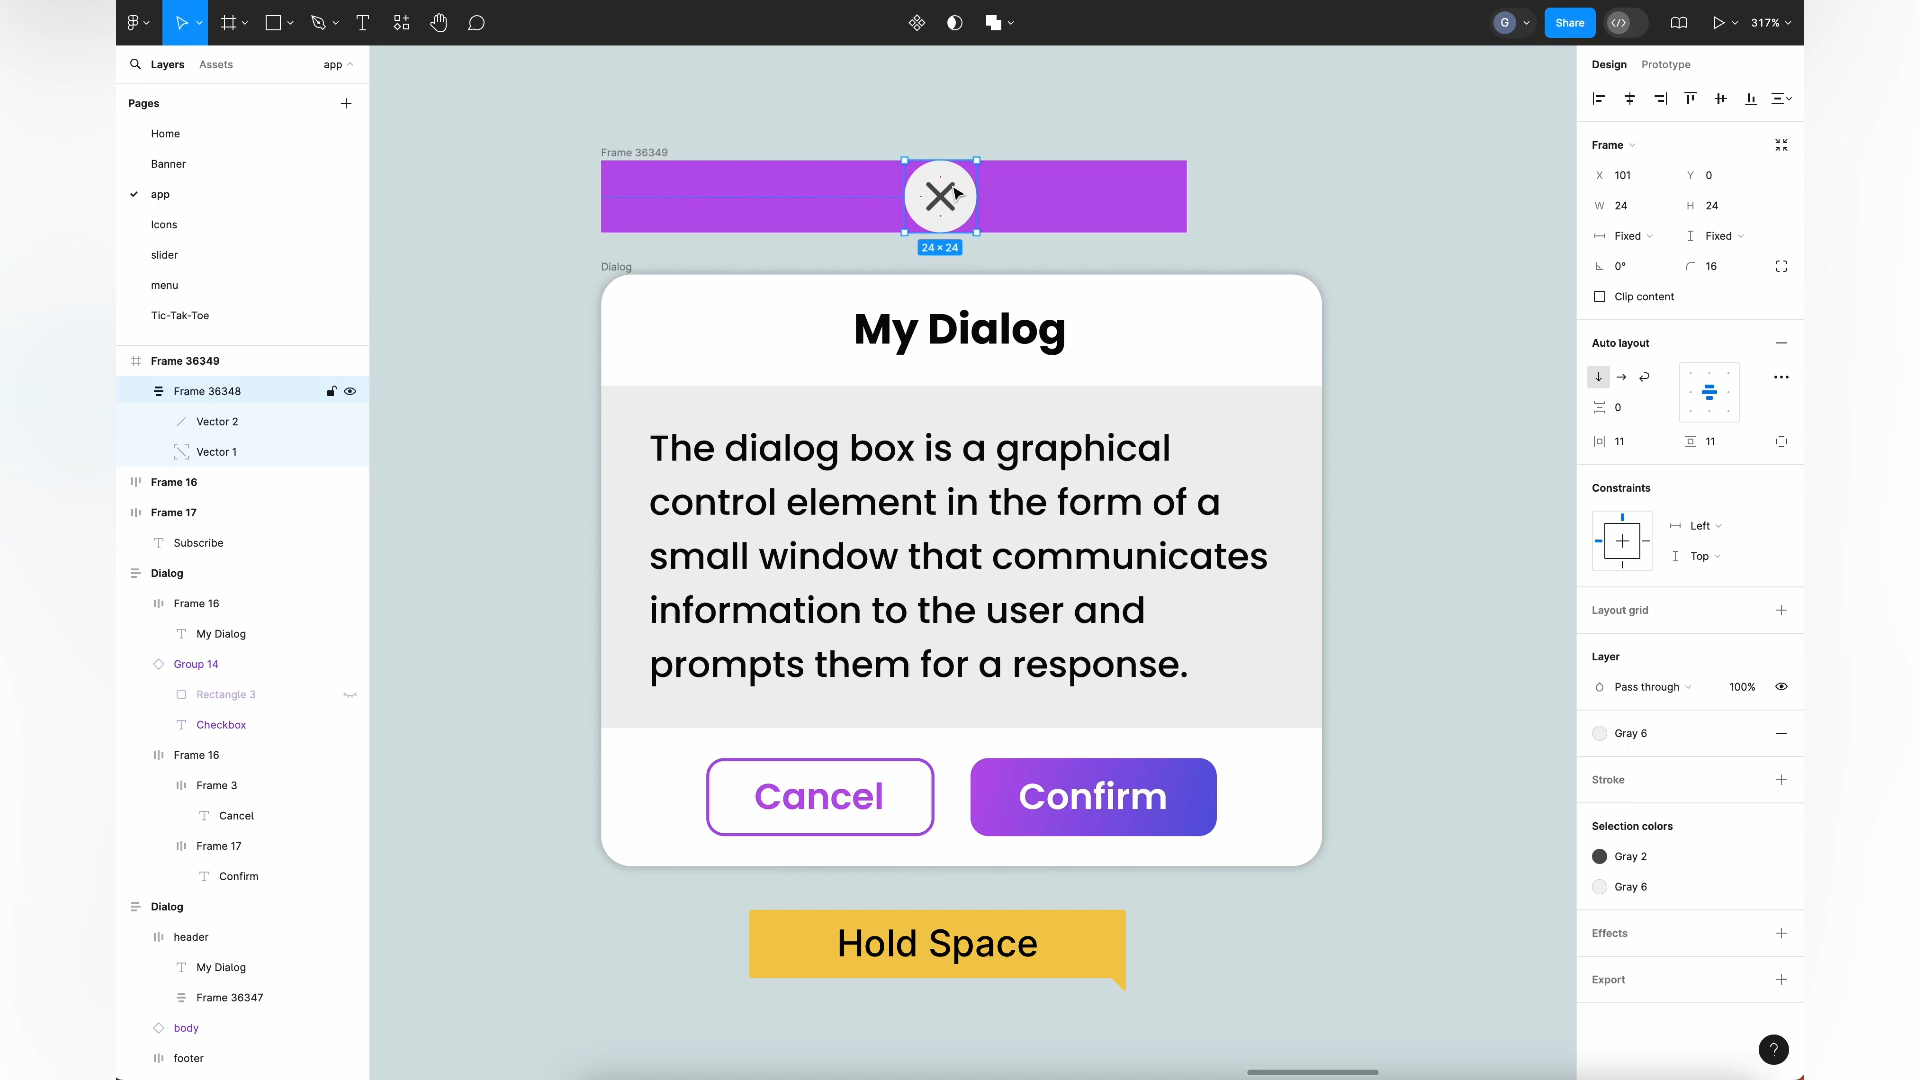 G
Share
317%
Layers
Assets
app
Pages
Home
Banner
app
Icons
slider
menu
Tic-Tak-Toe
Frame 36349
Frame 36348
Vector 2
Vector 1
Frame 16
Frame 17
Subscribe
Dialog
Frame 16
My Dialog
Group 14
Rectangle 3
Checkbox
Frame 16
Frame 3
Cancel
Frame 17
Confirm
Dialog
header
My Dialog
Frame 36347
body
footer
Frame 36349
24 × 24
Dialog
My Dialog
The dialog box is a graphical
control element in the form of a
small window that communicates
information to the user and
prompts them for a response.
Cancel
Confirm
Hold Space
Design
Prototype
Frame
X 101
Y 0
W 24
H 24
Fixed
Fixed
0°
16
Clip content
Auto layout
0
11
11
Constraints
Left
Top
Layout grid
Layer
Pass through
100%
Gray 6
Stroke
Selection colors
Gray 2
Gray 6
Effects
Export
?